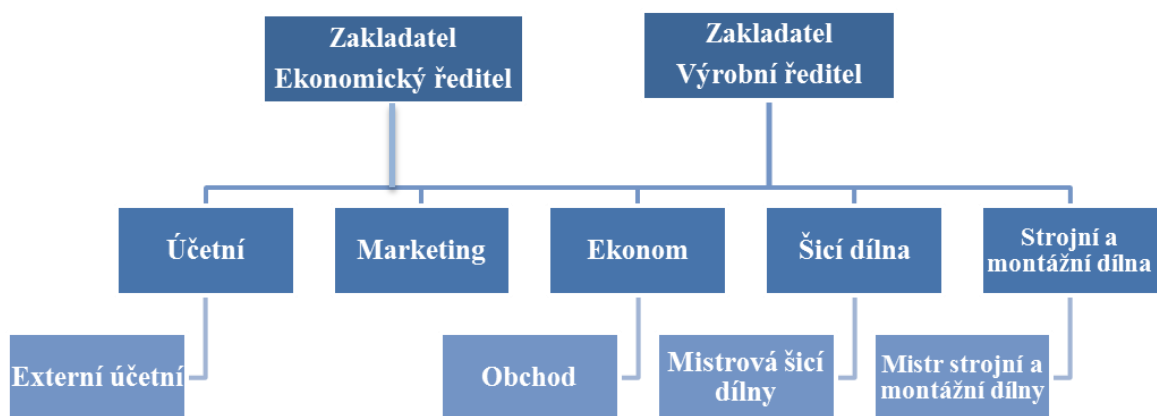 Zakladatel
Ekonomický ředitel
Zakladatel
Výrobní ředitel
Účetní
Marketing
Ekonom
Šicí dílna
Strojní a
montážní dílna
Externí účetní
Obchod
Mistrová šicí
dílny
Mistr strojní a
montážní dílny